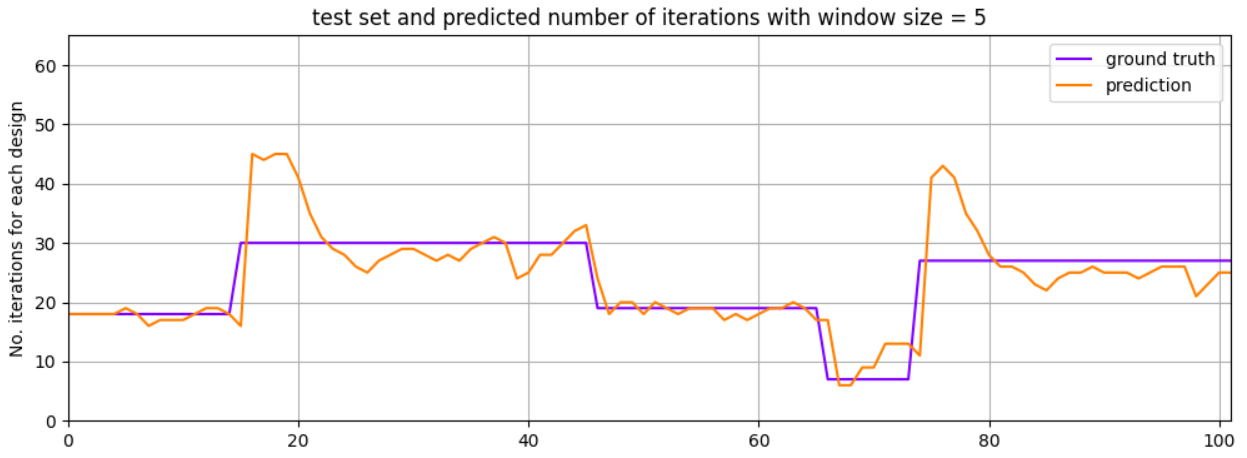 test set and predicted number of iterations with window size = 5
No. iterations for each design
60
50
40
30
20
10
0
0 20 40 60 80 100
ground truth
prediction